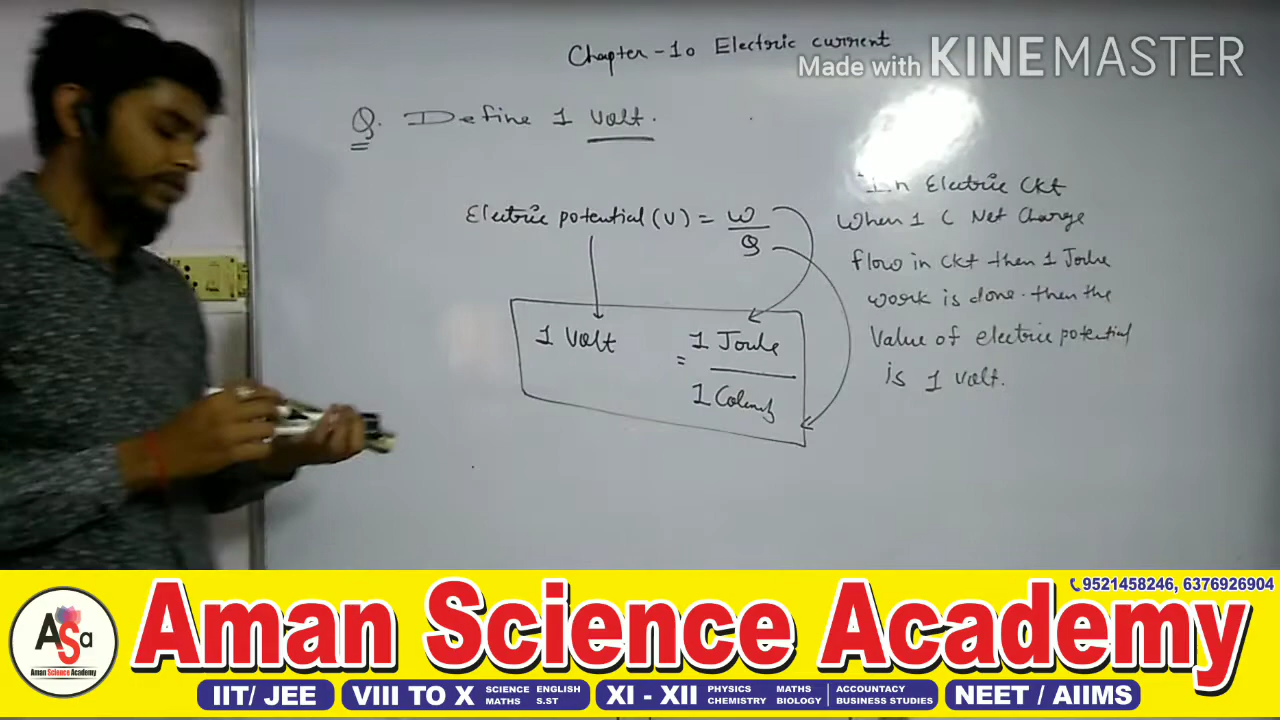 Chapter - 10 Electric current
Made with KINEMASTER
Q. Define 1 Volt.
Electric potential (V) = W
Q
1 Volt = 1 Joule
1 Coloumb
In Electric Ckt
When 1 C Net Charge
flow in ckt then 1 Joule
work is done. then the
Value of electric potential
is 1 volt.
9521458246, 6376926904
ASa
Aman Science Academy
Aman Science Academy
IIT/ JEE
VIII TO X SCIENCE ENGLISH
MATHS S.ST
XI - XII PHYSICS MATHS ACCOUNTACY
CHEMISTRY BIOLOGY BUSINESS STUDIES
NEET / AIIMS